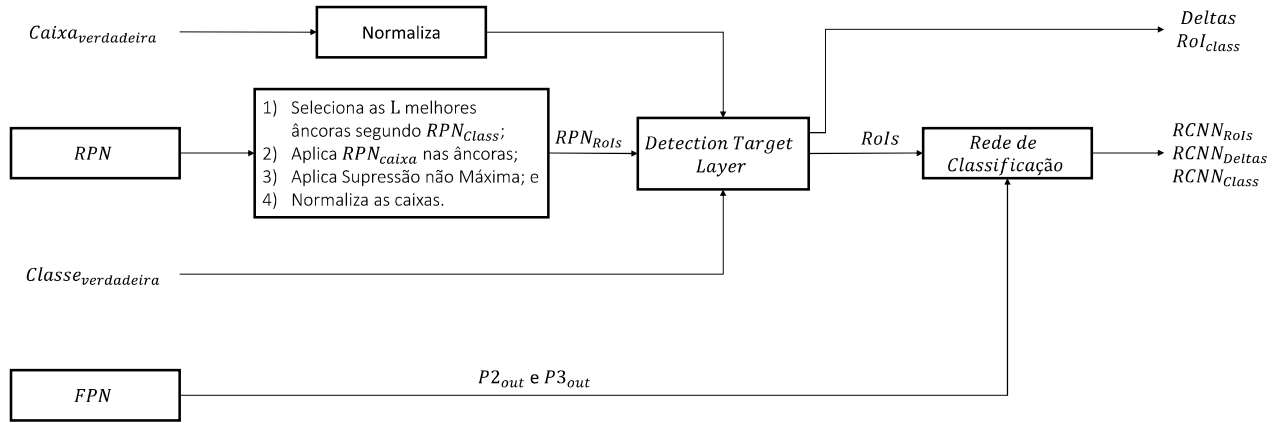 Caixa_verdadeira
Normaliza
Deltas
RoI_class
RPN
1) Seleciona as L melhores
âncoras segundo RPN_Class;
2) Aplica RPN_caixa nas âncoras;
3) Aplica Supressão não Máxima; e
4) Normaliza as caixas.
RPN_RoIs
Detection Target
Layer
RoIs
Rede de
Classificação
RCNN_RoIs
RCNN_Deltas
RCNN_Class
Classe_verdadeira
FPN
P2_out e P3_out